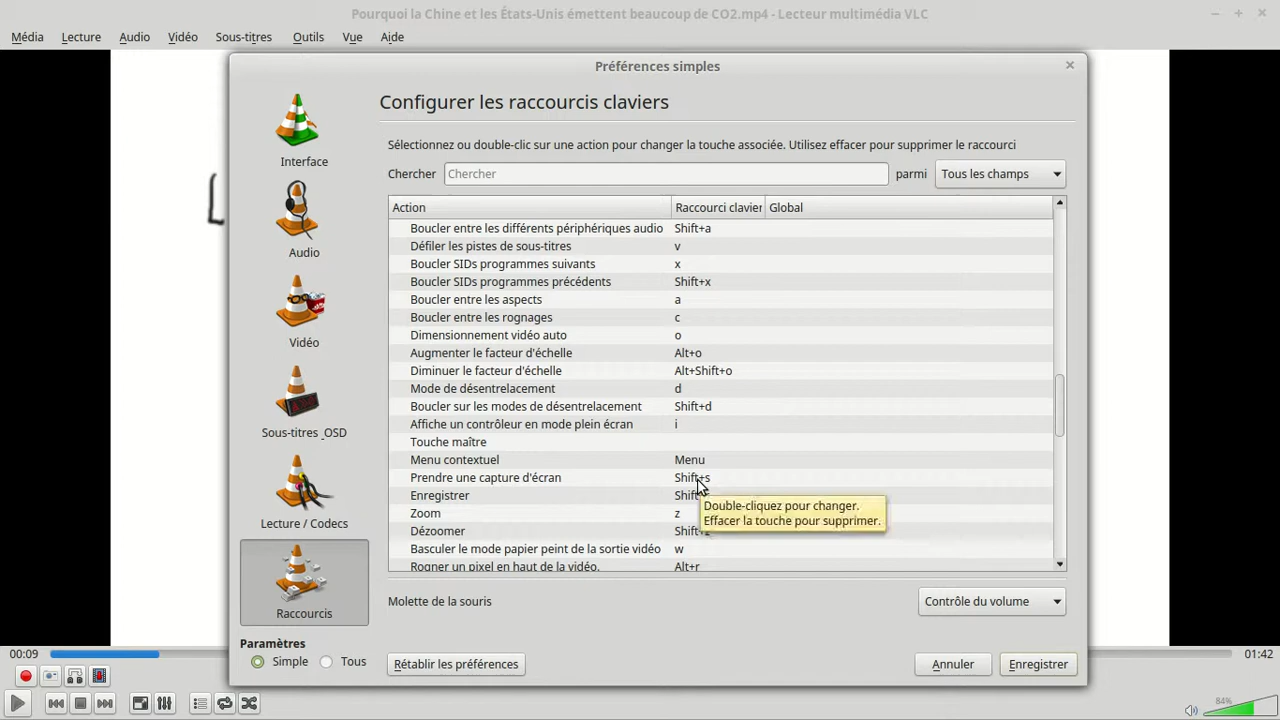 Pourquoi la Chine et les États-Unis émettent beaucoup de CO2.mp4 - Lecteur multimédia VLC
Média Lecture Audio Vidéo Sous-titres Outils Vue Aide
Préférences simples
Configurer les raccourcis claviers
Interface
Audio
Vidéo
Sous-titres_OSD
Lecture / Codecs
Raccourcis
Sélectionnez ou double-clic sur une action pour changer la touche associée. Utilisez effacer pour supprimer le raccourci
Chercher Chercher parmi Tous les champs
Action Raccourci clavier Global
Boucler entre les différents périphériques audio Shift+a
Défiler les pistes de sous-titres v
Boucler SIDs programmes suivants x
Boucler SIDs programmes précédents Shift+x
Boucler entre les aspects a
Boucler entre les rognages c
Dimensionnement vidéo auto o
Augmenter le facteur d'échelle Alt+o
Diminuer le facteur d'échelle Alt+Shift+o
Mode de désentrelacement d
Boucler sur les modes de désentrelacement Shift+d
Affiche un contrôleur en mode plein écran i
Touche maître
Menu contextuel Menu
Prendre une capture d'écran Shift+s
Enregistrer
Zoom z
Dézoomer
Basculer le mode papier peint de la sortie vidéo w
Rogner un pixel en haut de la vidéo. Alt+r
Double-cliquez pour changer.
Effacer la touche pour supprimer.
Molette de la souris Contrôle du volume
Paramètres
Simple Tous
Rétablir les préférences Annuler Enregistrer
00:09 01:42
84%